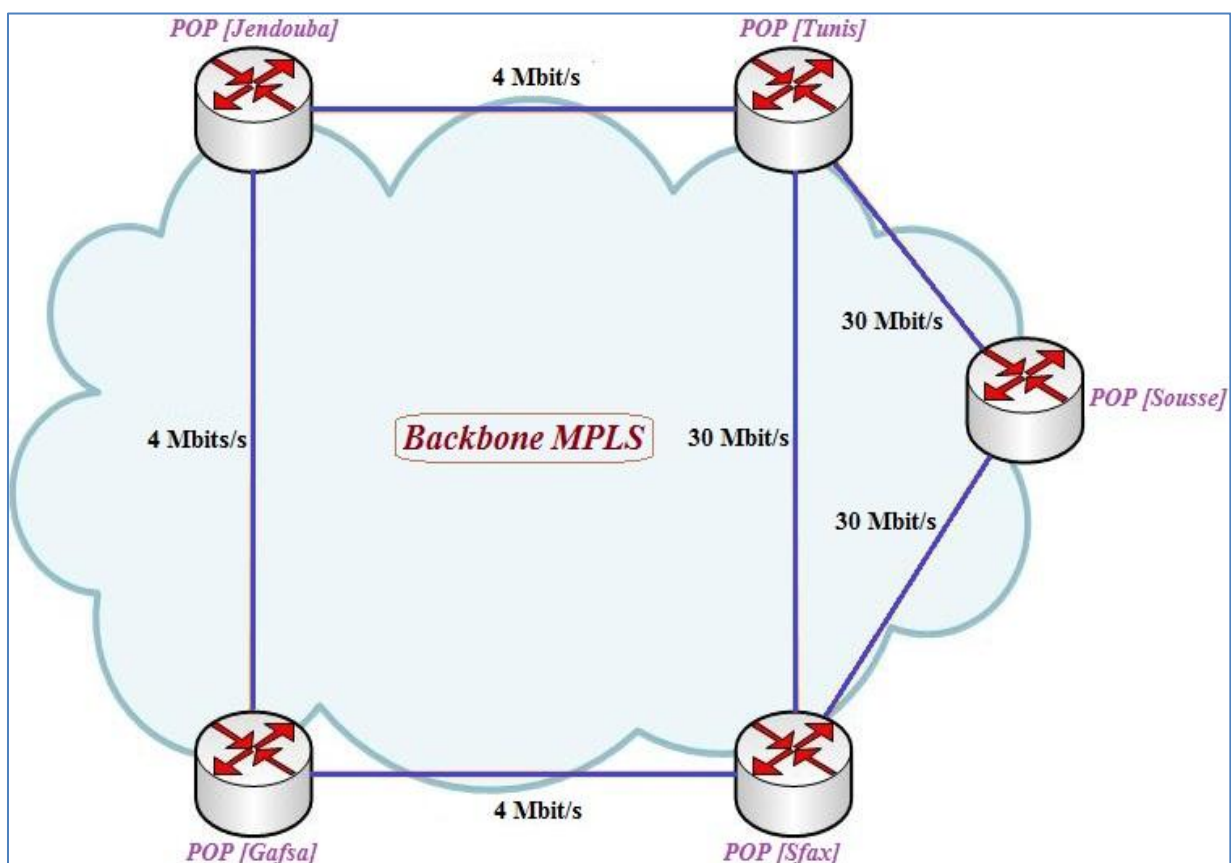 POP [Jendouba]
POP [Tunis]
4 Mbit/s
30 Mbit/s
POP [Sousse]
4 Mbits/s
Backbone MPLS
30 Mbit/s
30 Mbit/s
4 Mbit/s
POP [Gafsa]
POP [Sfax]